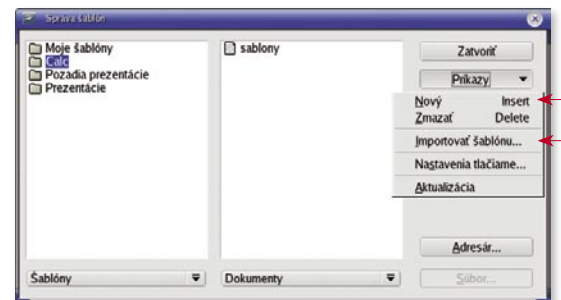 Správa šablón
Moje šablóny
Calc
Pozadia prezentácie
Prezentácie
sablony
Zatvoriť
Príkazy
Nový Insert
Zmazať Delete
Importovať šablónu...
Nastavenia tlačiarne...
Aktualizácia
Adresár...
Súbor...
Šablóny
Dokumenty